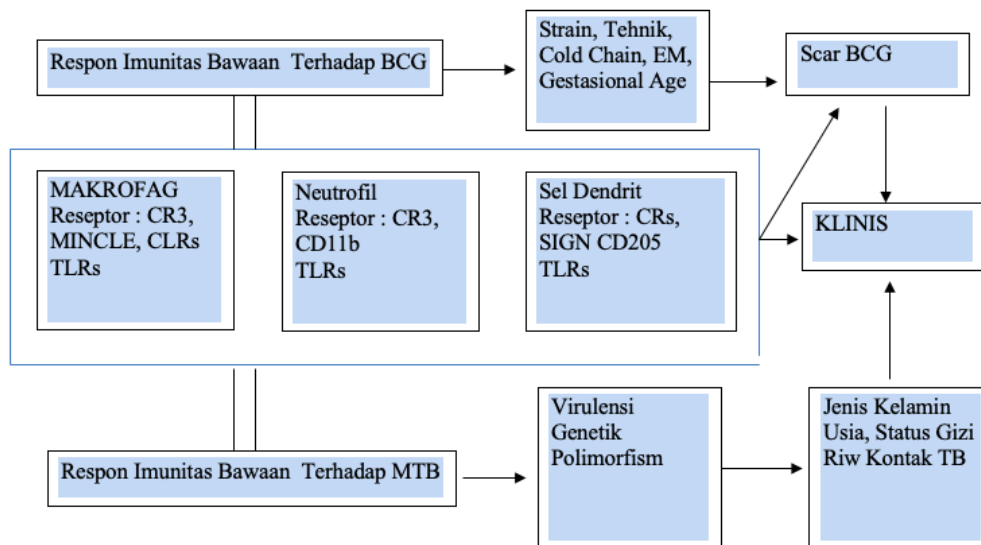 Respon Imunitas Bawaan Terhadap BCG
Strain, Tehnik,
Cold Chain, EM,
Gestasional Age
Scar BCG
MAKROFAG
Reseptor : CR3,
MINCLE, CLRs
TLRs
Neutrofil
Reseptor : CR3,
CD11b
TLRs
Sel Dendrit
Reseptor : CRs,
SIGN CD205
TLRs
KLINIS
Respon Imunitas Bawaan Terhadap MTB
Virulensi
Genetik
Polimorfism
Jenis Kelamin
Usia, Status Gizi
Riw Kontak TB